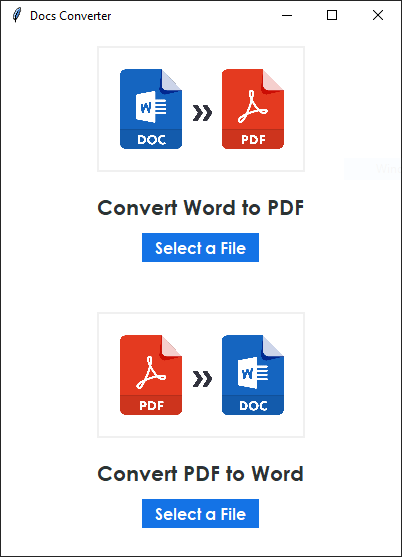 Docs Converter
W
DOC
»
PDF
Convert Word to PDF
Select a File
PDF
»
W
DOC
Convert PDF to Word
Select a File